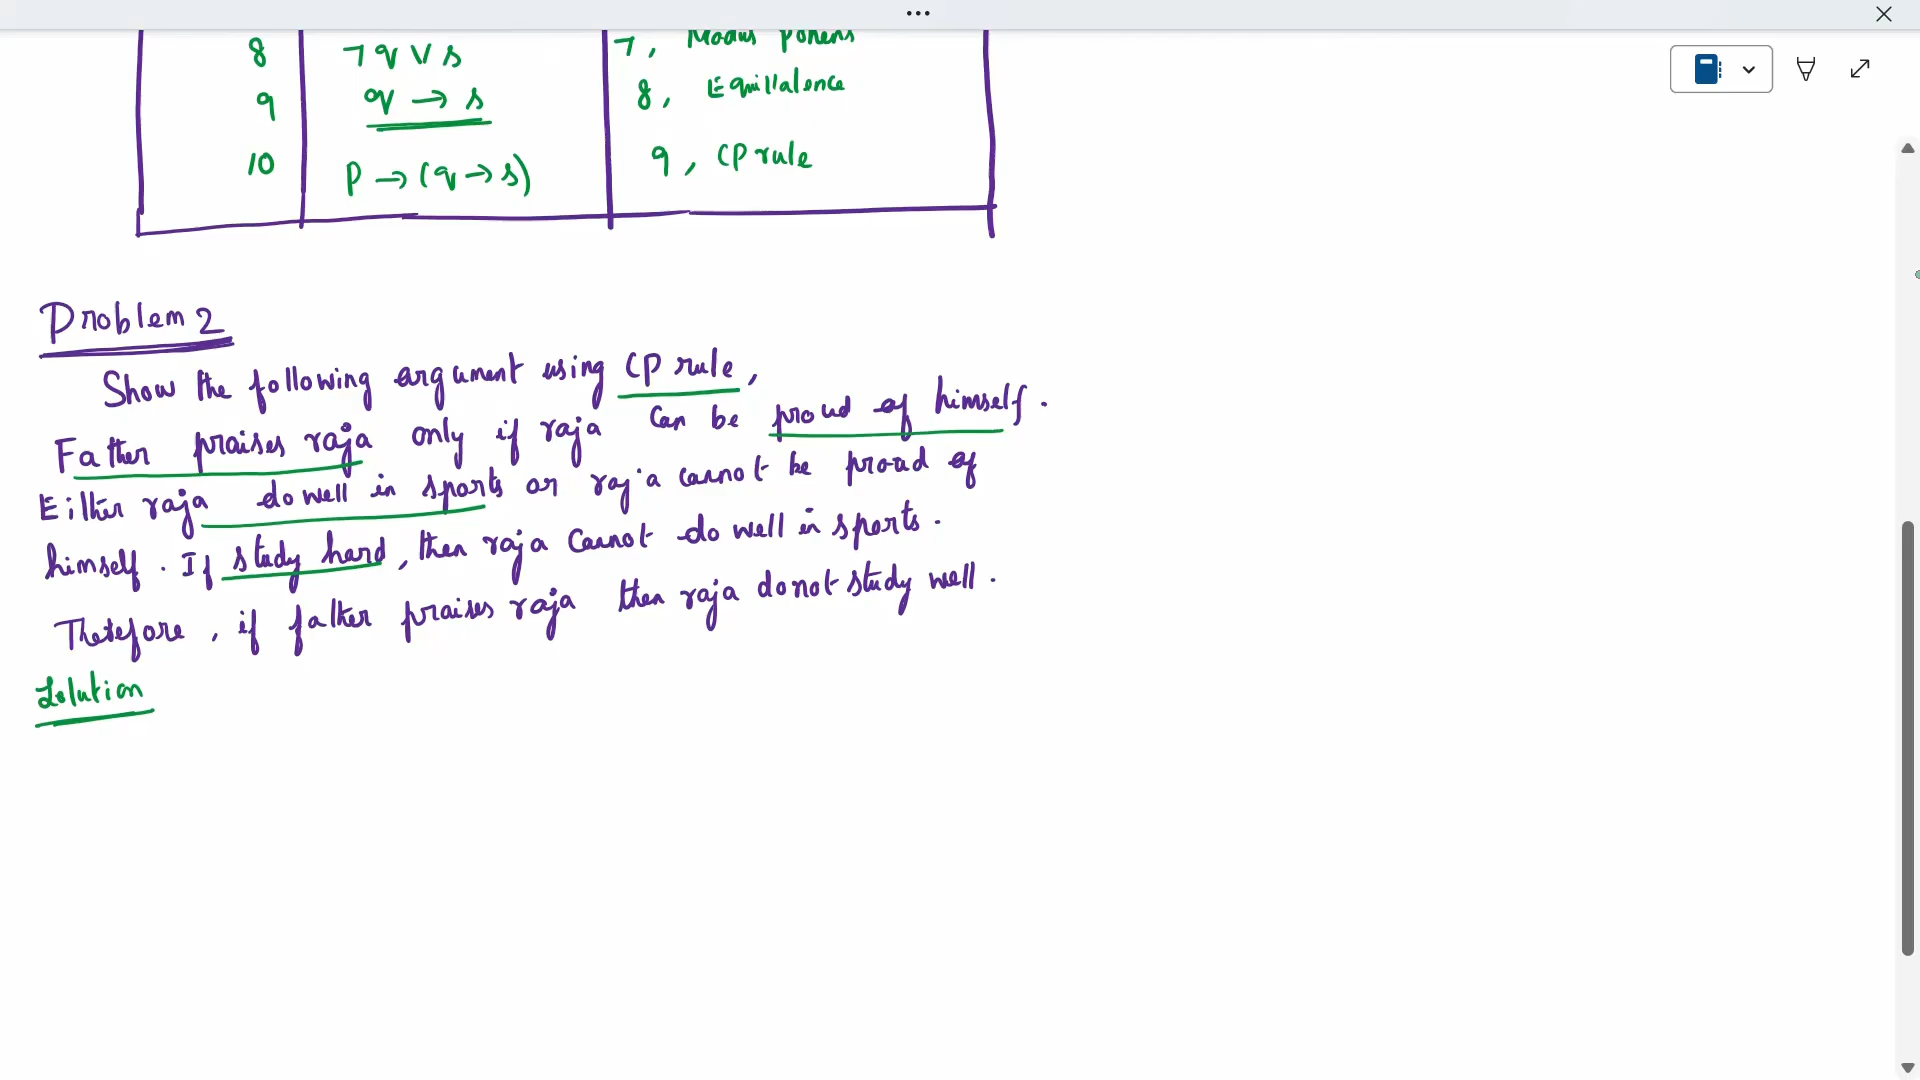 8 ¬q ∨ s 7, Modus ponens
9 q → s 8, Equillalence
10 P → (q → s) 9, CP rule
Problem 2
Show the following argument using CP rule,
Father praises raja only if raja can be proud of himself.
Either raja do well in sports or raja cannot be proud of
himself. If study hard, then raja Cannot do well in sports.
Therefore, if father praises raja then raja do not study well.
Solution